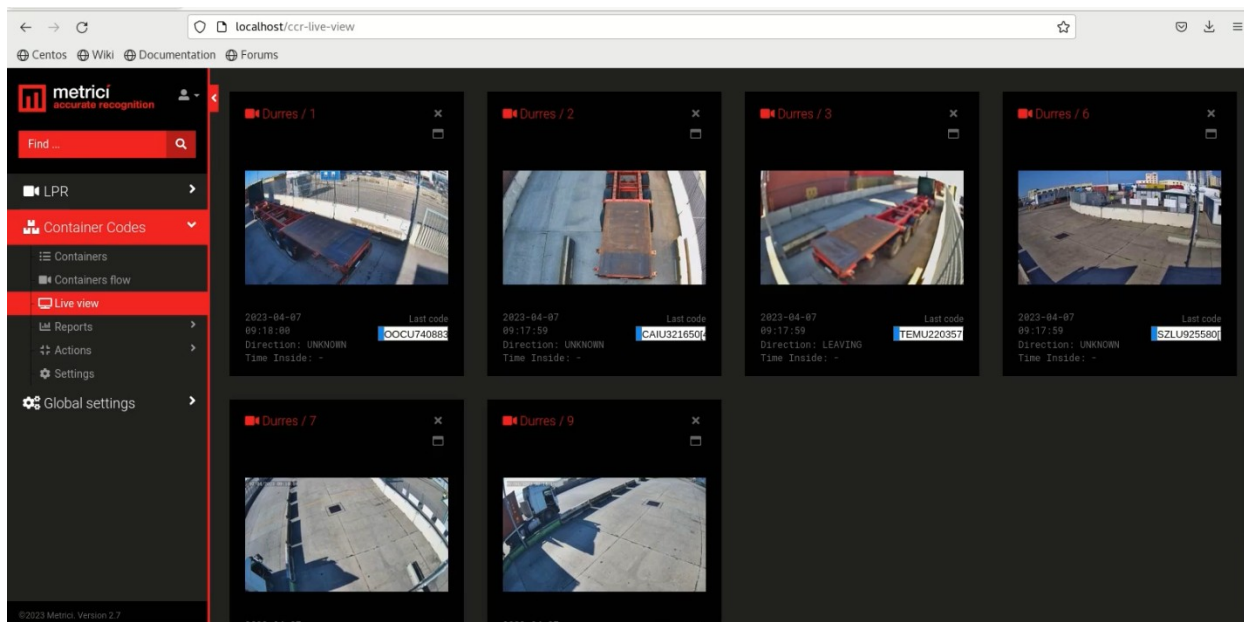 localhost/ccr-live-view
Centos Wiki Documentation Forums
metrici
accurate recognition
Find ...
LPR
Container Codes
Containers
Containers flow
Live view
Reports
Actions
Settings
Global settings
©2023 Metrici. Version 2.7
Durres / 1
2023-04-07
09:18:00
Direction: UNKNOWN
Time Inside: -
Last code
OOCU740883
Durres / 2
2023-04-07
09:17:59
Direction: UNKNOWN
Time Inside: -
Last code
CAIU321650[4
Durres / 3
2023-04-07
09:17:59
Direction: LEAVING
Time Inside: -
Last code
TEMU220357
Durres / 6
2023-04-07
09:17:59
Direction: UNKNOWN
Time Inside: -
Last code
SZLU925580[
Durres / 7
Durres / 9